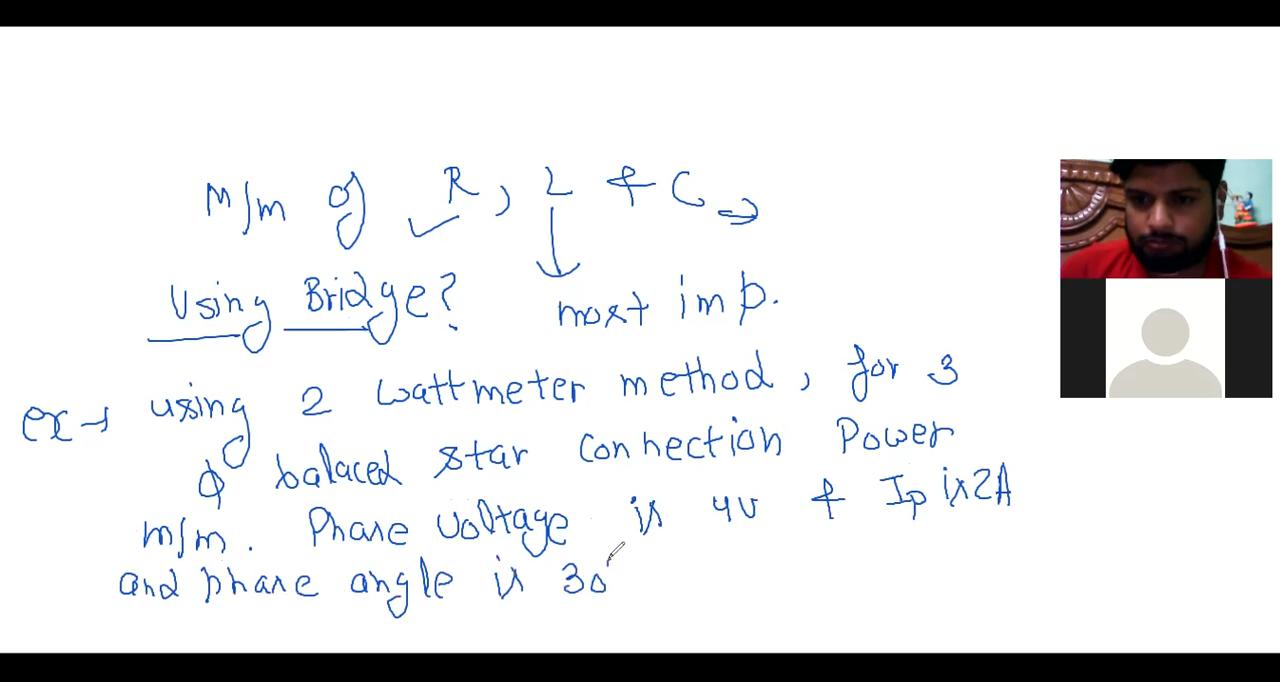 M/m of R, L & C →
Using Bridge? most imp.
ex → using 2 wattmeter method, for 3
ϕ balaced star connection Power
m/m. Phase voltage is 4V & Ip is 2A
and phase angle is 30°